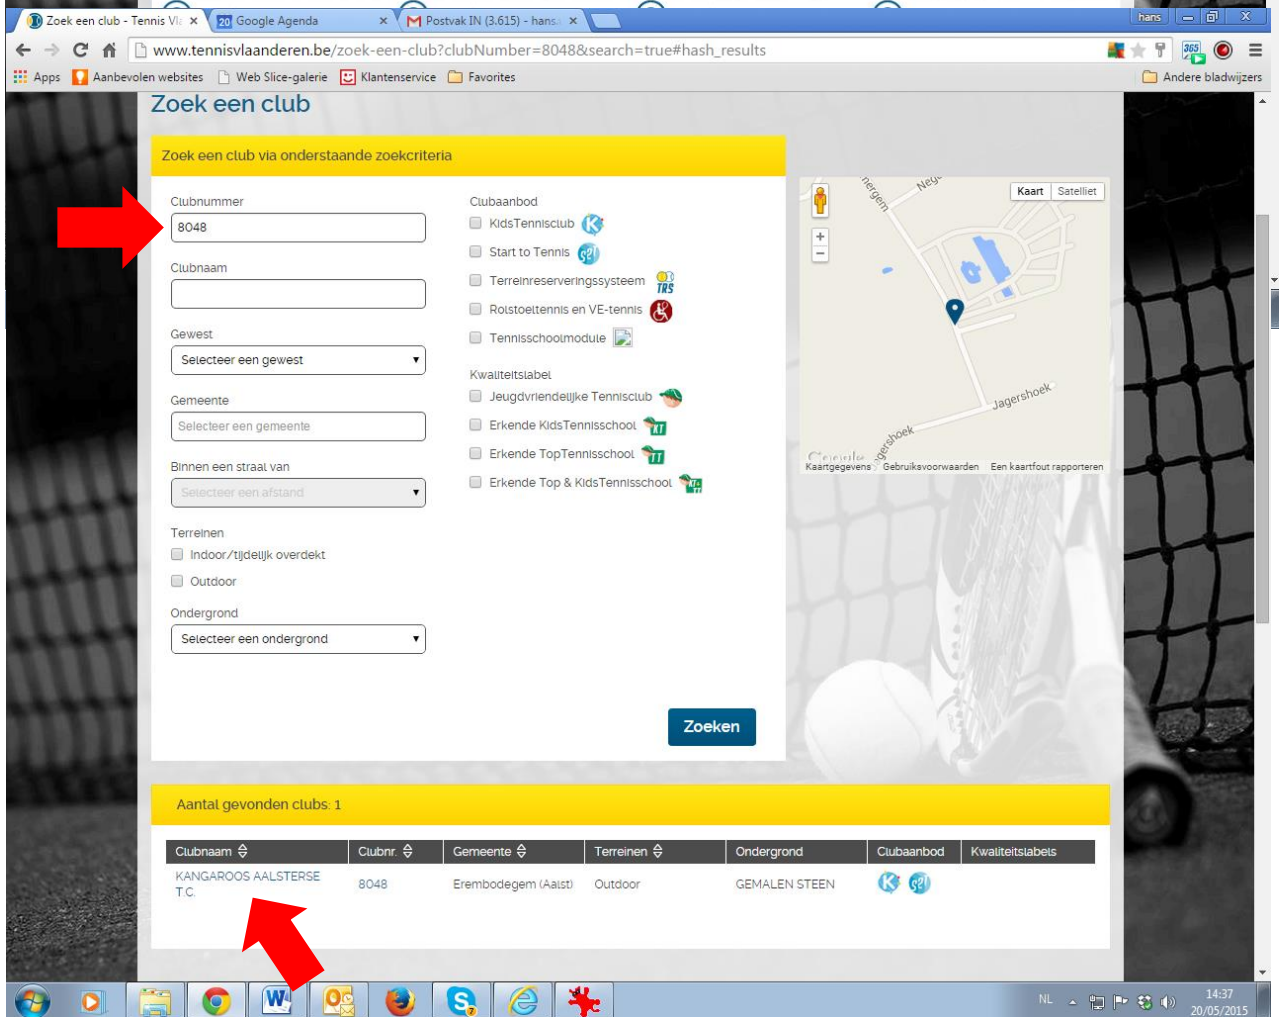 Zoek een club - Tennis Vla
Google Agenda
Postvak IN (3.615) - hans.
hans
www.tennisvlaanderen.be/zoek-een-club?clubNumber=8048&search=true#hash_results
Apps
Aanbevolen websites
Web Slice-galerie
Klantenservice
Favorites
Andere bladwijzers
Zoek een club
Zoek een club via onderstaande zoekcriteria
Clubnummer
8048
Clubnaam
Gewest
Selecteer een gewest
Gemeente
Selecteer een gemeente
Binnen een straal van
Selecteer een afstand
Terreinen
Indoor/tijdelijk overdekt
Outdoor
Ondergrond
Selecteer een ondergrond
Clubaanbod
KidsTennisclub
Start to Tennis
Terreinreserveringssysteem
TRS
Rolstoeltennis en VE-tennis
Tennisschoolmodule
Kwaliteitslabel
Jeugdvriendelijke Tennisclub
Erkende KidsTennisschool
KT
Erkende TopTennisschool
TT
Erkende Top & KidsTennisschool
Zoeken
Kaart Satelliet
Jagershoek
Kaartgegevens Gebruiksvoorwaarden Een kaartfout rapporteren
Aantal gevonden clubs: 1
Clubnaam Clubnr. Gemeente Terreinen Ondergrond Clubaanbod Kwaliteitslabels
KANGAROOS AALSTERSE T.C. 8048 Erembodegem (Aalst) Outdoor GEMALEN STEEN
NL
14:37
20/05/2015